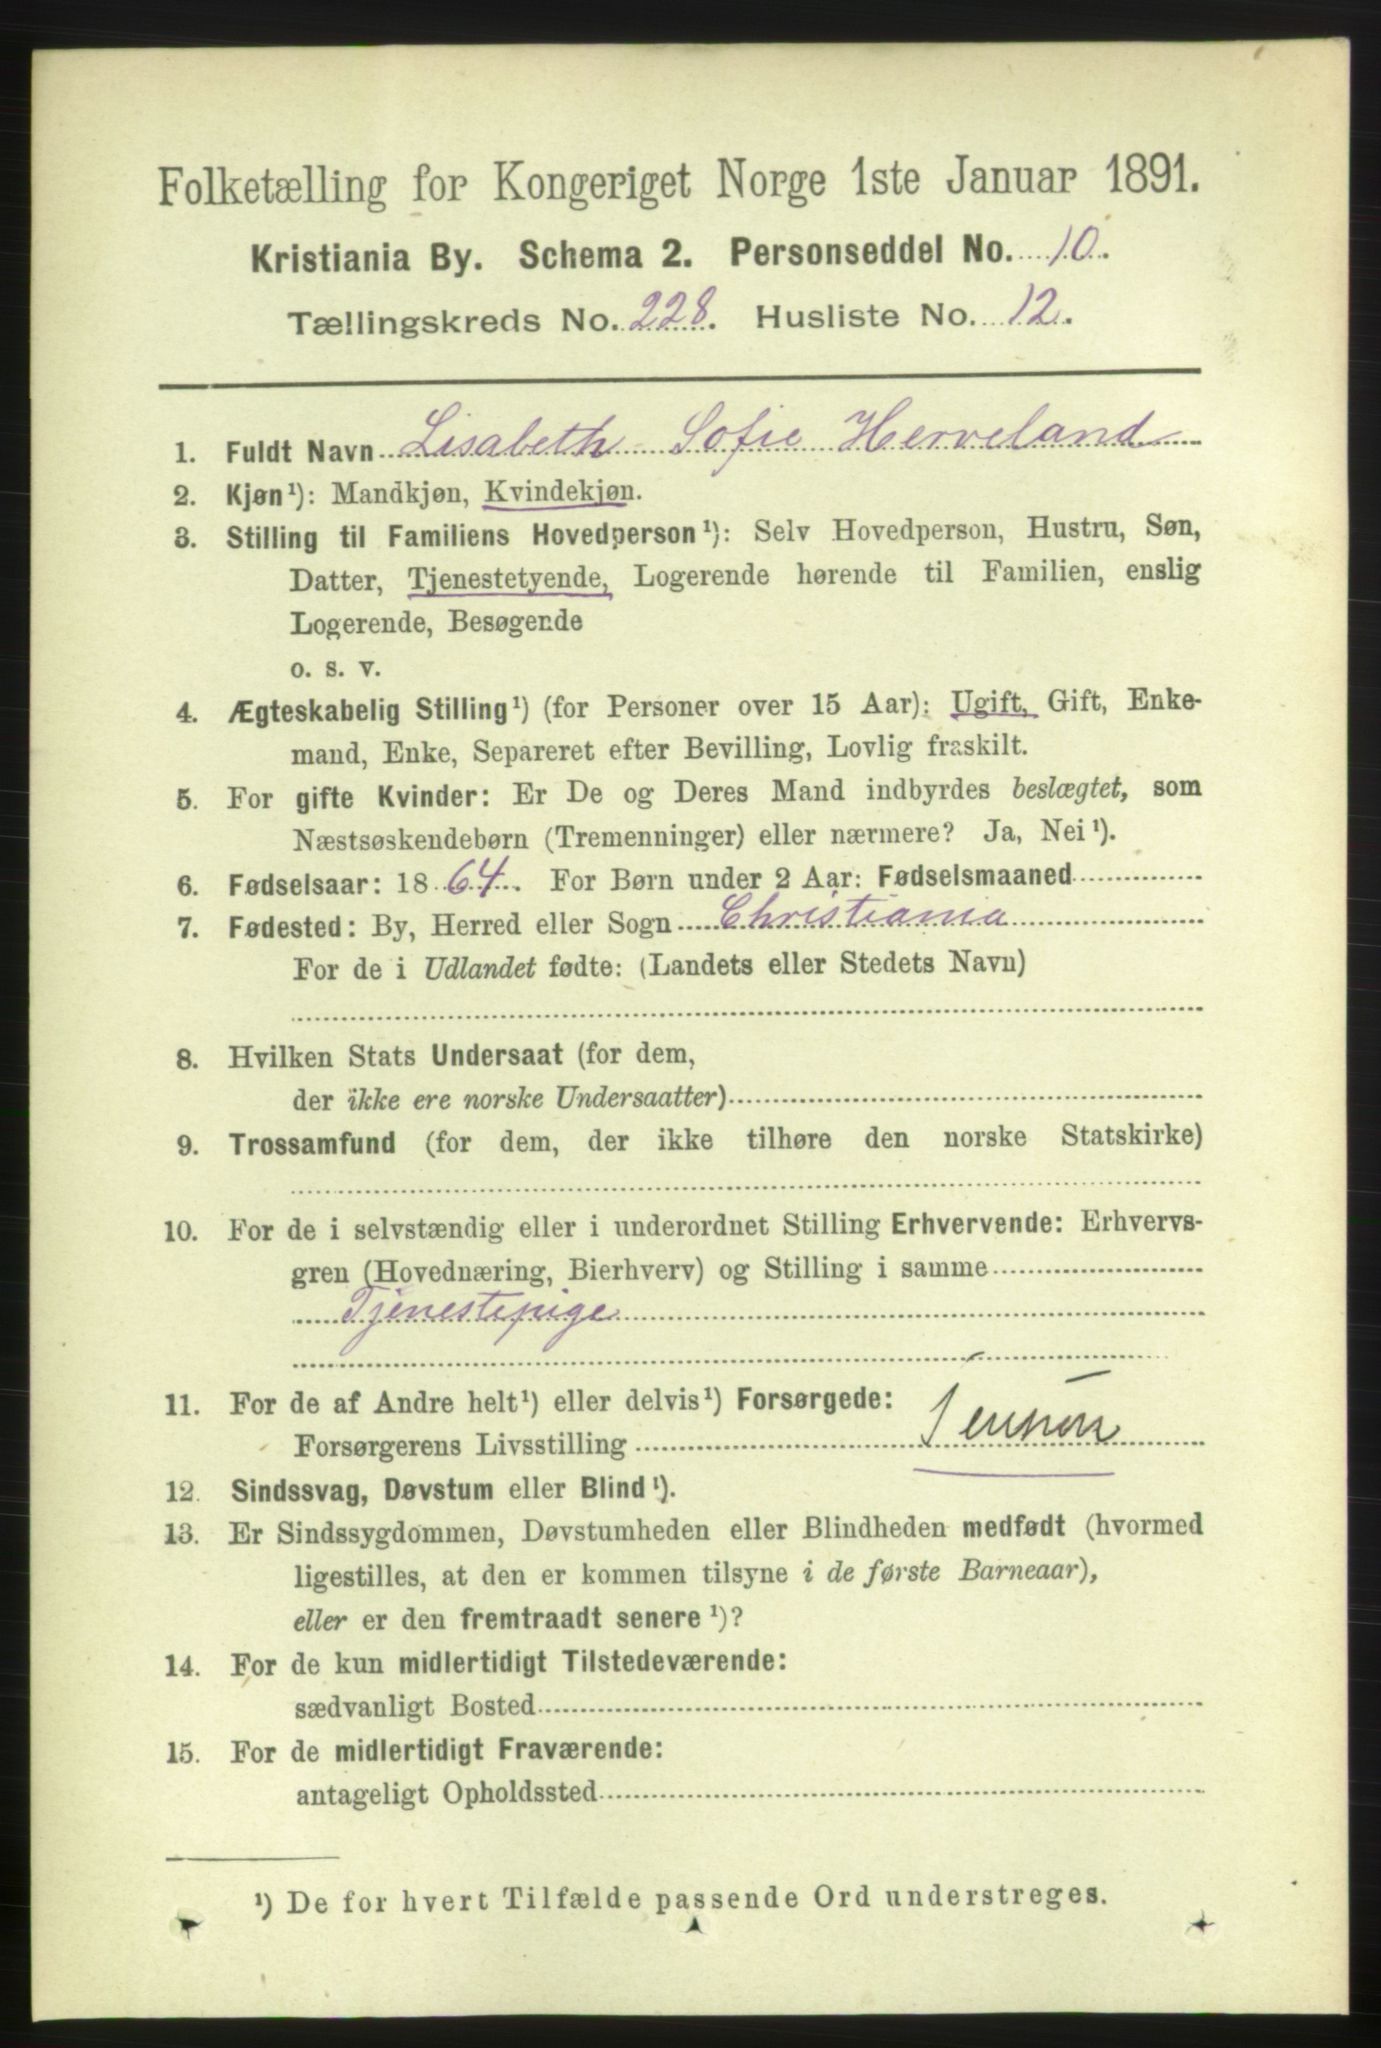 Folketælling for Kongeriget Norge 1ste Januar 1891.
Kristiania By. Schema 2. Personseddel No. 10.
Tællingskreds No. 228. Husliste No. 12.
1. Fuldt Navn Lisabeth Sofie Herveland
2. Kjøn¹): Mandkjøn, Kvindekjøn.
3. Stilling til Familiens Hovedperson¹): Selv Hovedperson, Hustru, Søn,
Datter, Tjenestetyende, Logerende hørende til Familien, enslig
Logerende, Besøgende
o. s. v.
4. Ægteskabelig Stilling¹) (for Personer over 15 Aar): Ugift, Gift, Enke-
mand, Enke, Separeret efter Bevilling, Lovlig fraskilt.
5. For gifte Kvinder: Er De og Deres Mand indbyrdes beslægtet, som
Næstsøskendebørn (Tremenninger) eller nærmere? Ja, Nei¹).
6. Fødselsaar: 1864. For Børn under 2 Aar: Fødselsmaaned
7. Fødested: By, Herred eller Sogn Christiania
For de i Udlandet fødte: (Landets eller Stedets Navn)
8. Hvilken Stats Undersaat (for dem,
der ikke ere norske Undersaatter)
9. Trossamfund (for dem, der ikke tilhøre den norske Statskirke)
10. For de i selvstændig eller i underordnet Stilling Erhvervende: Erhvervs-
gren (Hovednæring, Bierhverv) og Stilling i samme
Tjenestepige
11. For de af Andre helt¹) eller delvis¹) Forsørgede:
Forsørgerens Livsstilling
12. Sindssvag, Døvstum eller Blind¹).
13. Er Sindssygdommen, Døvstumheden eller Blindheden medfødt (hvormed
ligestilles, at den er kommen tilsyne i de første Barneaar),
eller er den fremtraadt senere¹)?
14. For de kun midlertidigt Tilstedeværende:
sædvanligt Bosted
15. For de midlertidigt Fraværende:
antageligt Opholdssted
¹) De for hvert Tilfælde passende Ord understreges.